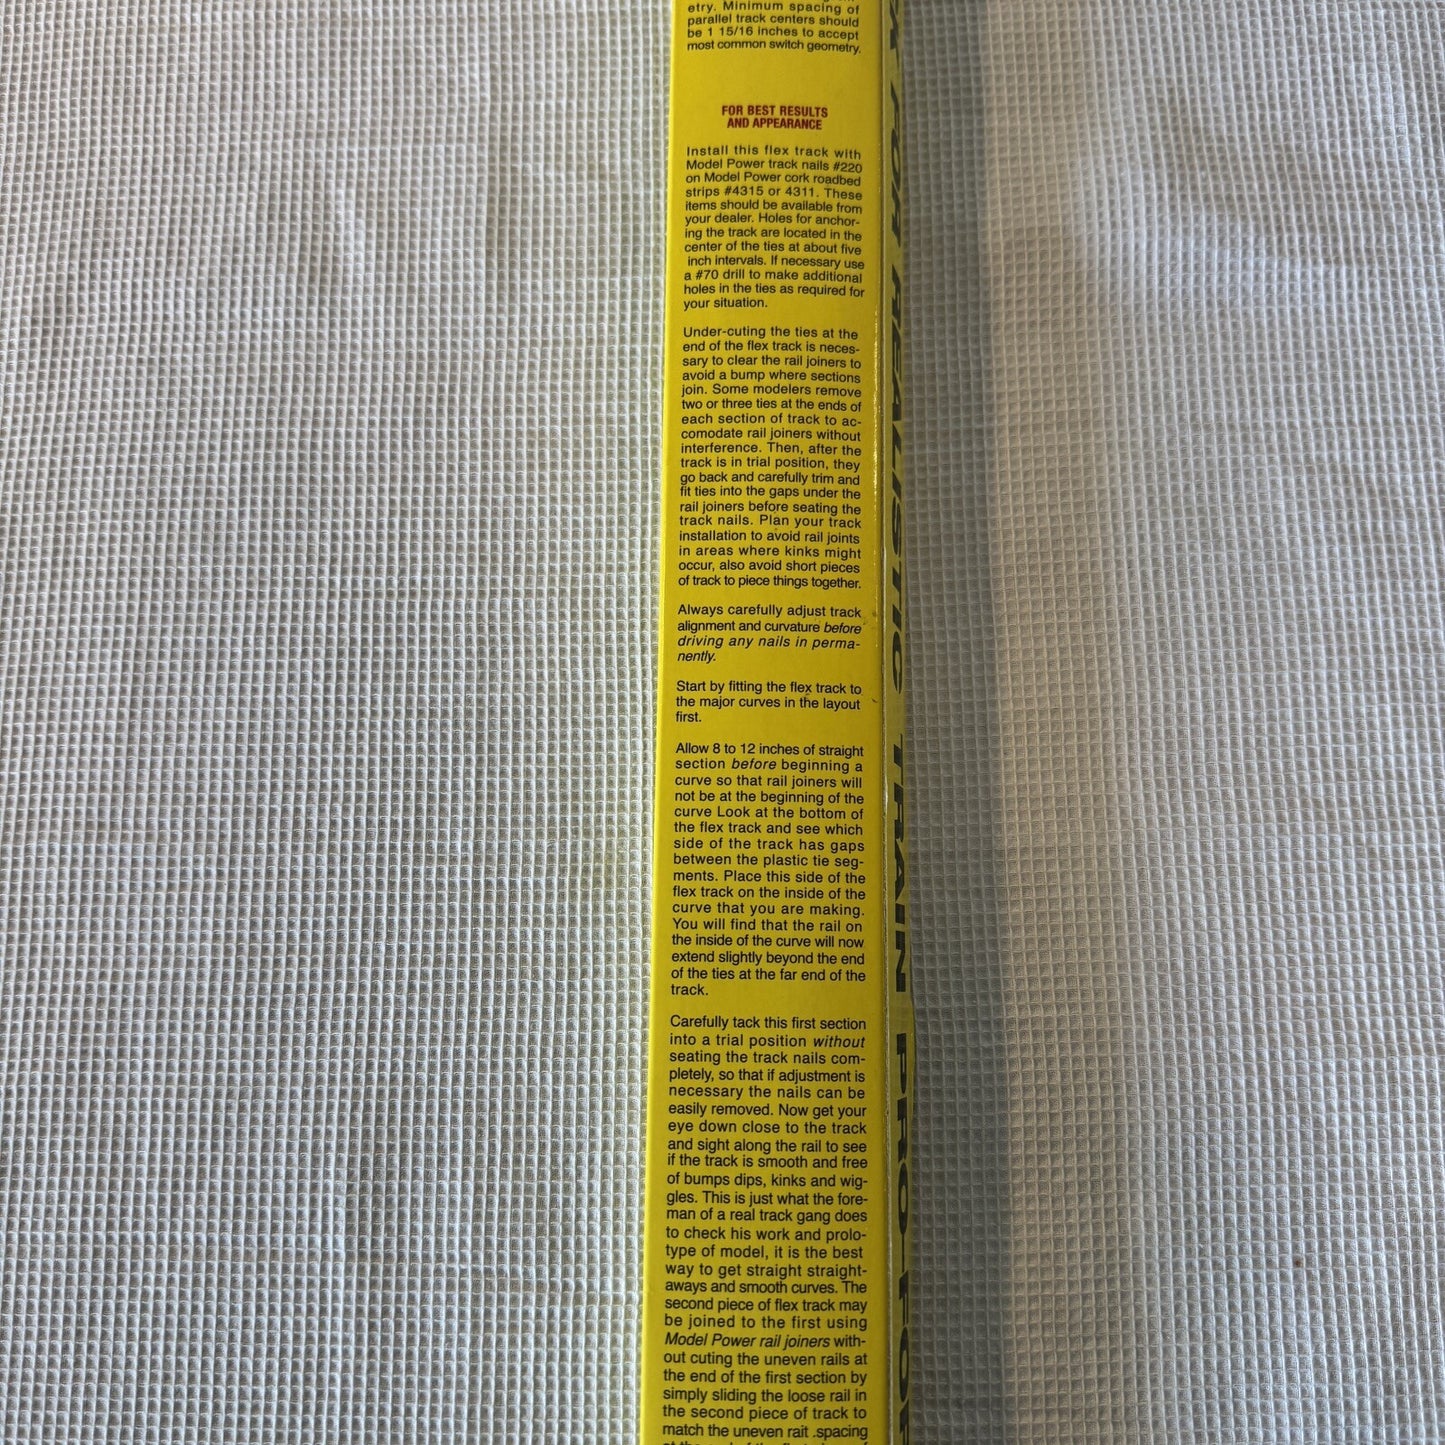 etry. Minimum spacing of
parallel track centers should
be 1 15/16 inches to accept
most common switch geometry.
FOR BEST RESULTS
AND APPEARANCE
Install this flex track with
Model Power track nails #220
on Model Power cork roadbed
strips #4315 or 4311. These
items should be available from
your dealer. Holes for anchor-
ing the track are located in the
center of the ties at about five
inch intervals. If necessary use
a #70 drill to make additional
holes in the ties as required for
your situation.
Under-cuting the ties at the
end of the flex track is neces-
sary to clear the rail joiners to
avoid a bump where sections
join. Some modelers remove
two or three ties at the ends of
each section of track to ac-
comodate rail joiners without
interference. Then, after the
track is in trial position, they
go back and carefully trim and
fit ties into the gaps under the
rail joiners before seating the
track nails. Plan your track
installation to avoid rail joints
in areas where kinks might
occur, also avoid short pieces
of track to piece things together.
Always carefully adjust track
alignment and curvature before
driving any nails in perma-
nently.
Start by fitting the flex track to
the major curves in the layout
first.
Allow 8 to 12 inches of straight
section before beginning a
curve so that rail joiners will
not be at the beginning of the
curve Look at the bottom of
the flex track and see which
side of the track has gaps
between the plastic tie seg-
ments. Place this side of the
flex track on the inside of the
curve that you are making.
You will find that the rail on
the inside of the curve will now
extend slightly beyond the end
of the ties at the far end of the
track.
Carefully tack this first section
into a trial position without
seating the track nails com-
pletely, so that if adjustment is
necessary the nails can be
easily removed. Now get your
eye down close to the track
and sight along the rail to see
if the track is smooth and free
of bumps dips, kinks and wig-
gles. This is just what the fore-
man of a real track gang does
to check his work and prolo-
type of model, it is the best
way to get straight straight-
aways and smooth curves. The
second piece of flex track may
be joined to the first using
Model Power rail joiners with-
out cuting the uneven rails at
the end of the first section by
simply sliding the loose rail in
the second piece of track to
match the uneven rait .spacing
FOR REALISTIC TRAIN PRO-FOR